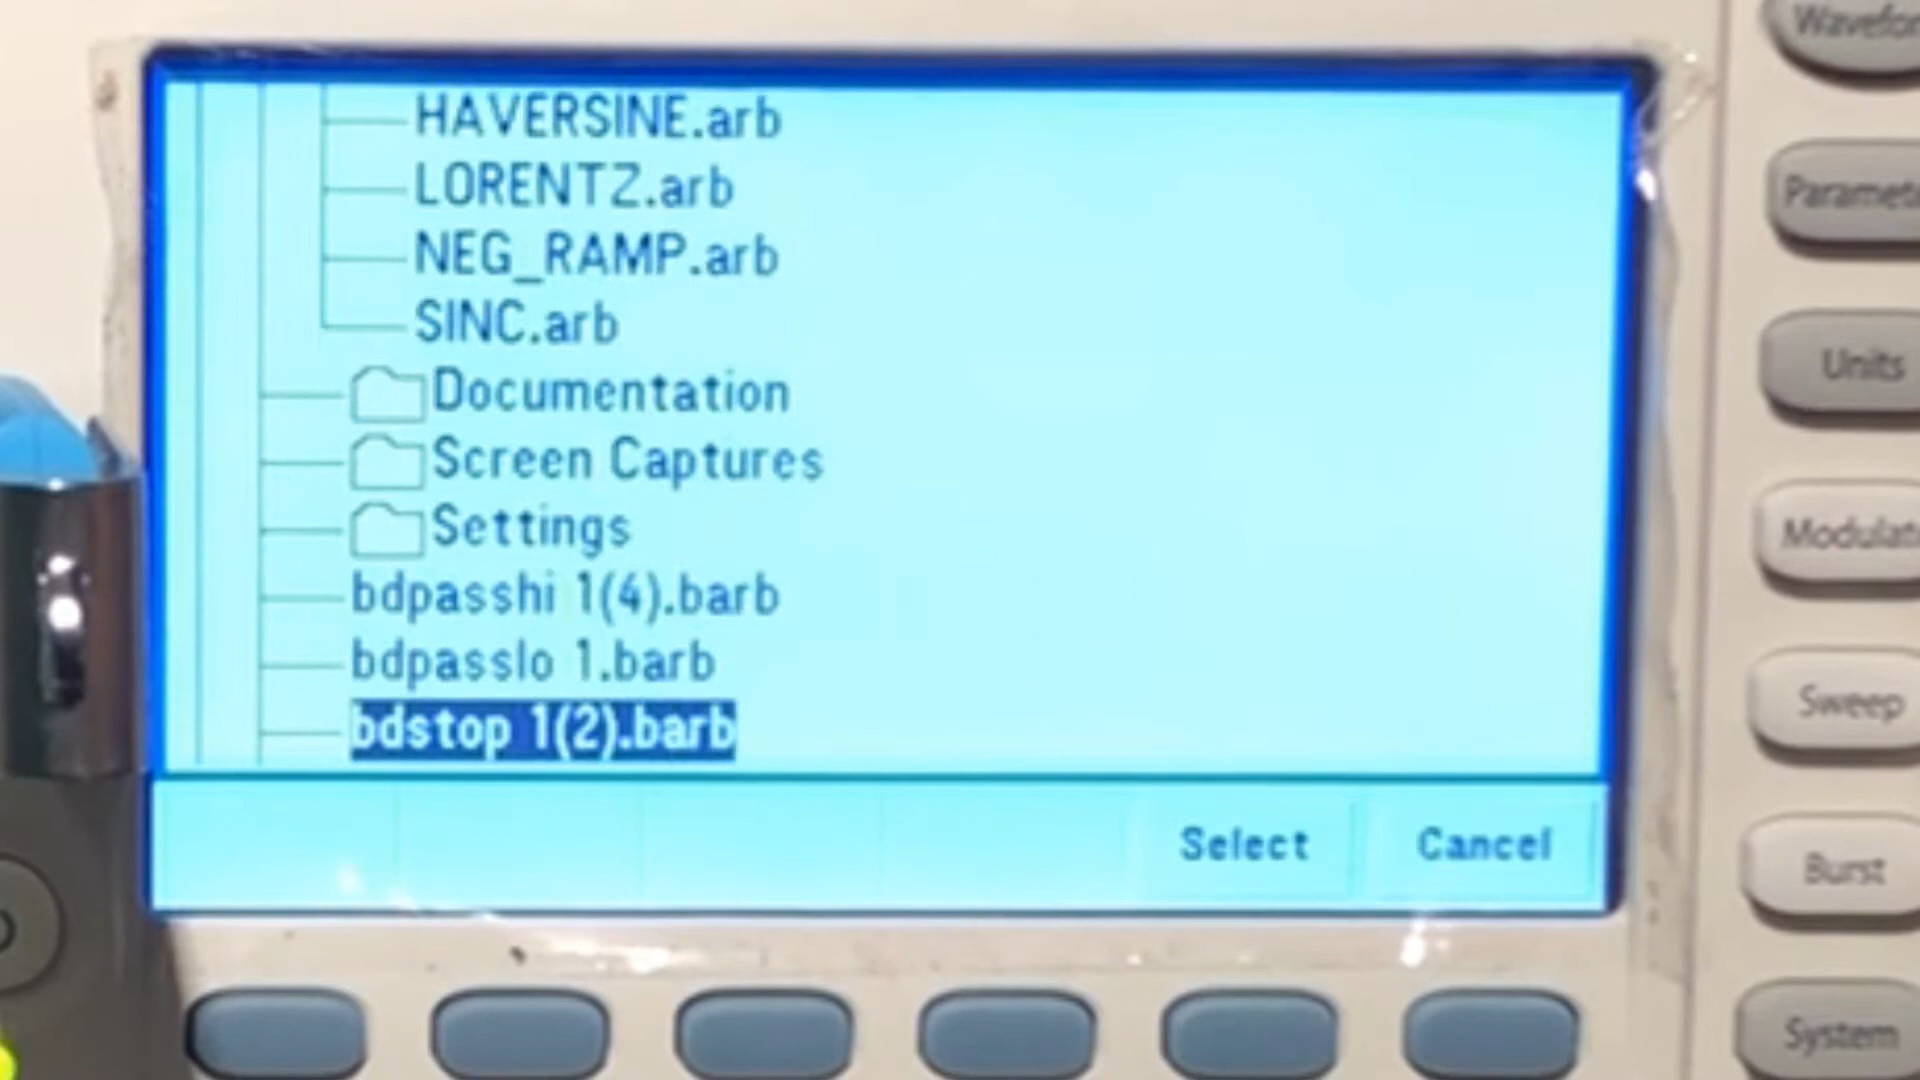 HAVERSINE.arb
LORENTZ.arb
NEG_RAMP.arb
SINC.arb
Documentation
Screen Captures
Settings
bdpasshi 1(4).barb
bdpasslo 1.barb
bdstop 1(2).barb
Select Cancel
Wavefor
Paramet
Units
Modulat
Sweep
Burst
System